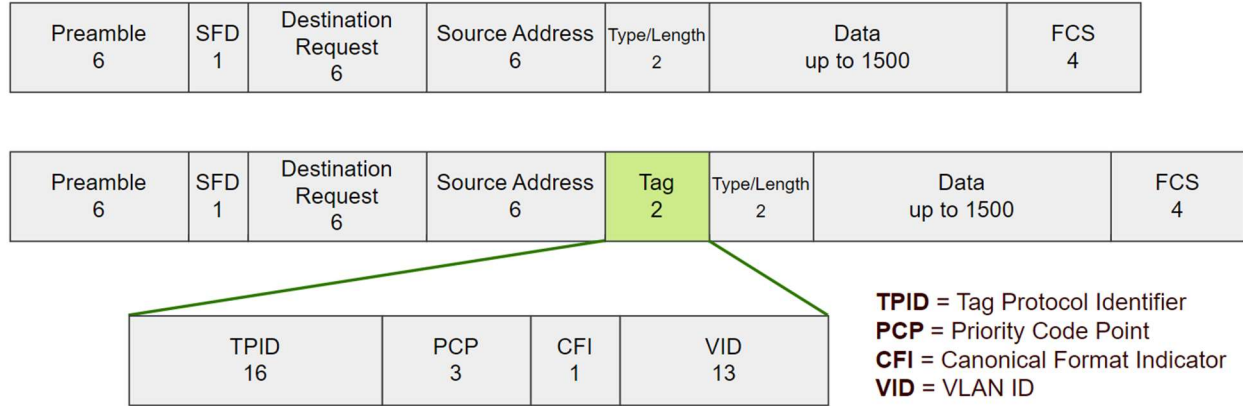 Preamble
6
SFD
1
Destination
Request
6
Source Address
6
Type/Length
2
Data
up to 1500
FCS
4
Preamble
6
SFD
1
Destination
Request
6
Source Address
6
Tag
2
Type/Length
2
Data
up to 1500
FCS
4
TPID
16
PCP
3
CFI
1
VID
13
TPID = Tag Protocol Identifier
PCP = Priority Code Point
CFI = Canonical Format Indicator
VID = VLAN ID